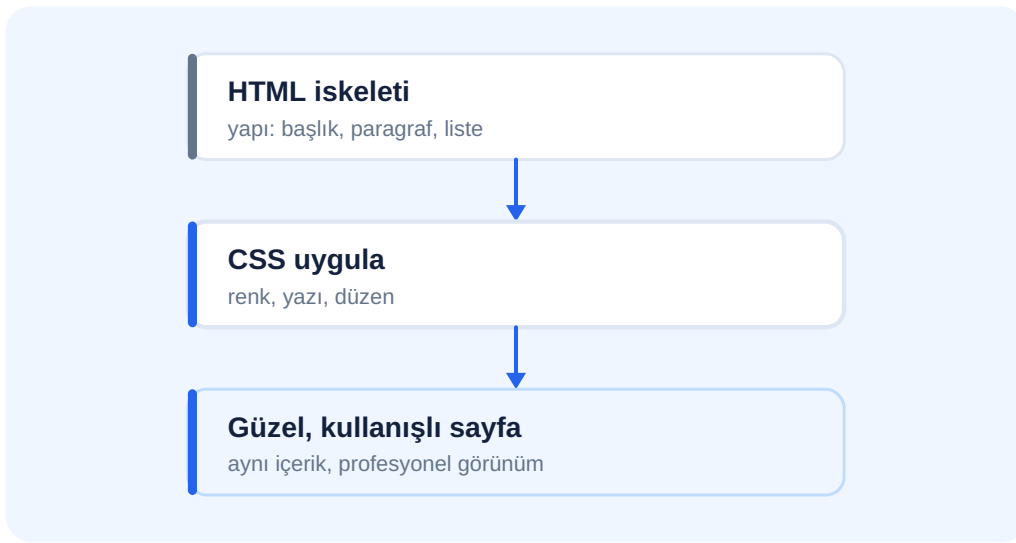 HTML iskeleti
yapı: başlık, paragraf, liste
CSS uygula
renk, yazı, düzen
Güzel, kullanışlı sayfa
aynı içerik, profesyonel görünüm